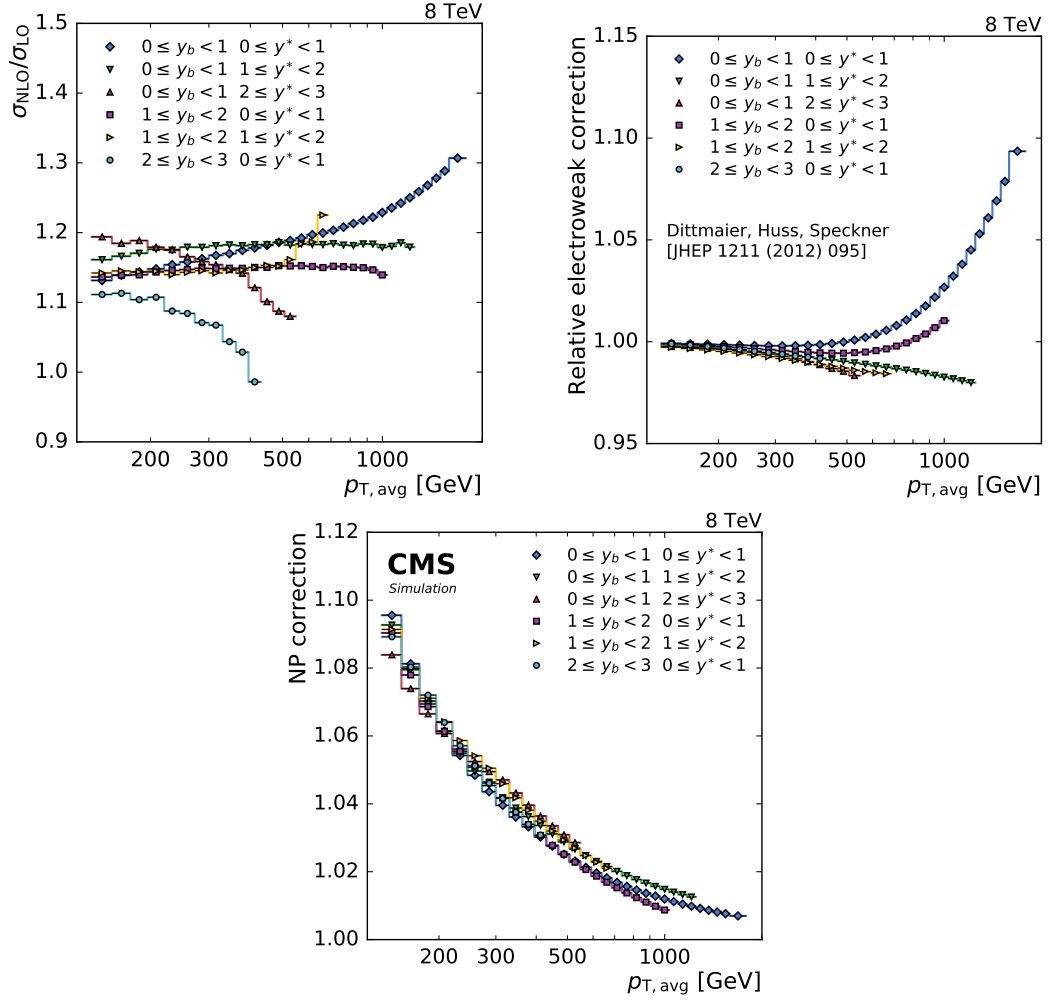 8 TeV
σNLO/σLO
1.5
1.4
1.3
1.2
1.1
1.0
0.9
0 ≤ yb < 1 0 ≤ y* < 1
0 ≤ yb < 1 1 ≤ y* < 2
0 ≤ yb < 1 2 ≤ y* < 3
1 ≤ yb < 2 0 ≤ y* < 1
1 ≤ yb < 2 1 ≤ y* < 2
2 ≤ yb < 3 0 ≤ y* < 1
200 300 500 1000
pT, avg [GeV]
8 TeV
Relative electroweak correction
1.15
1.10
1.05
1.00
0.95
0 ≤ yb < 1 0 ≤ y* < 1
0 ≤ yb < 1 1 ≤ y* < 2
0 ≤ yb < 1 2 ≤ y* < 3
1 ≤ yb < 2 0 ≤ y* < 1
1 ≤ yb < 2 1 ≤ y* < 2
2 ≤ yb < 3 0 ≤ y* < 1
Dittmaier, Huss, Speckner
[JHEP 1211 (2012) 095]
200 300 500 1000
pT, avg [GeV]
8 TeV
NP correction
1.12
1.10
1.08
1.06
1.04
1.02
1.00
CMS
Simulation
0 ≤ yb < 1 0 ≤ y* < 1
0 ≤ yb < 1 1 ≤ y* < 2
0 ≤ yb < 1 2 ≤ y* < 3
1 ≤ yb < 2 0 ≤ y* < 1
1 ≤ yb < 2 1 ≤ y* < 2
2 ≤ yb < 3 0 ≤ y* < 1
200 300 500 1000
pT, avg [GeV]